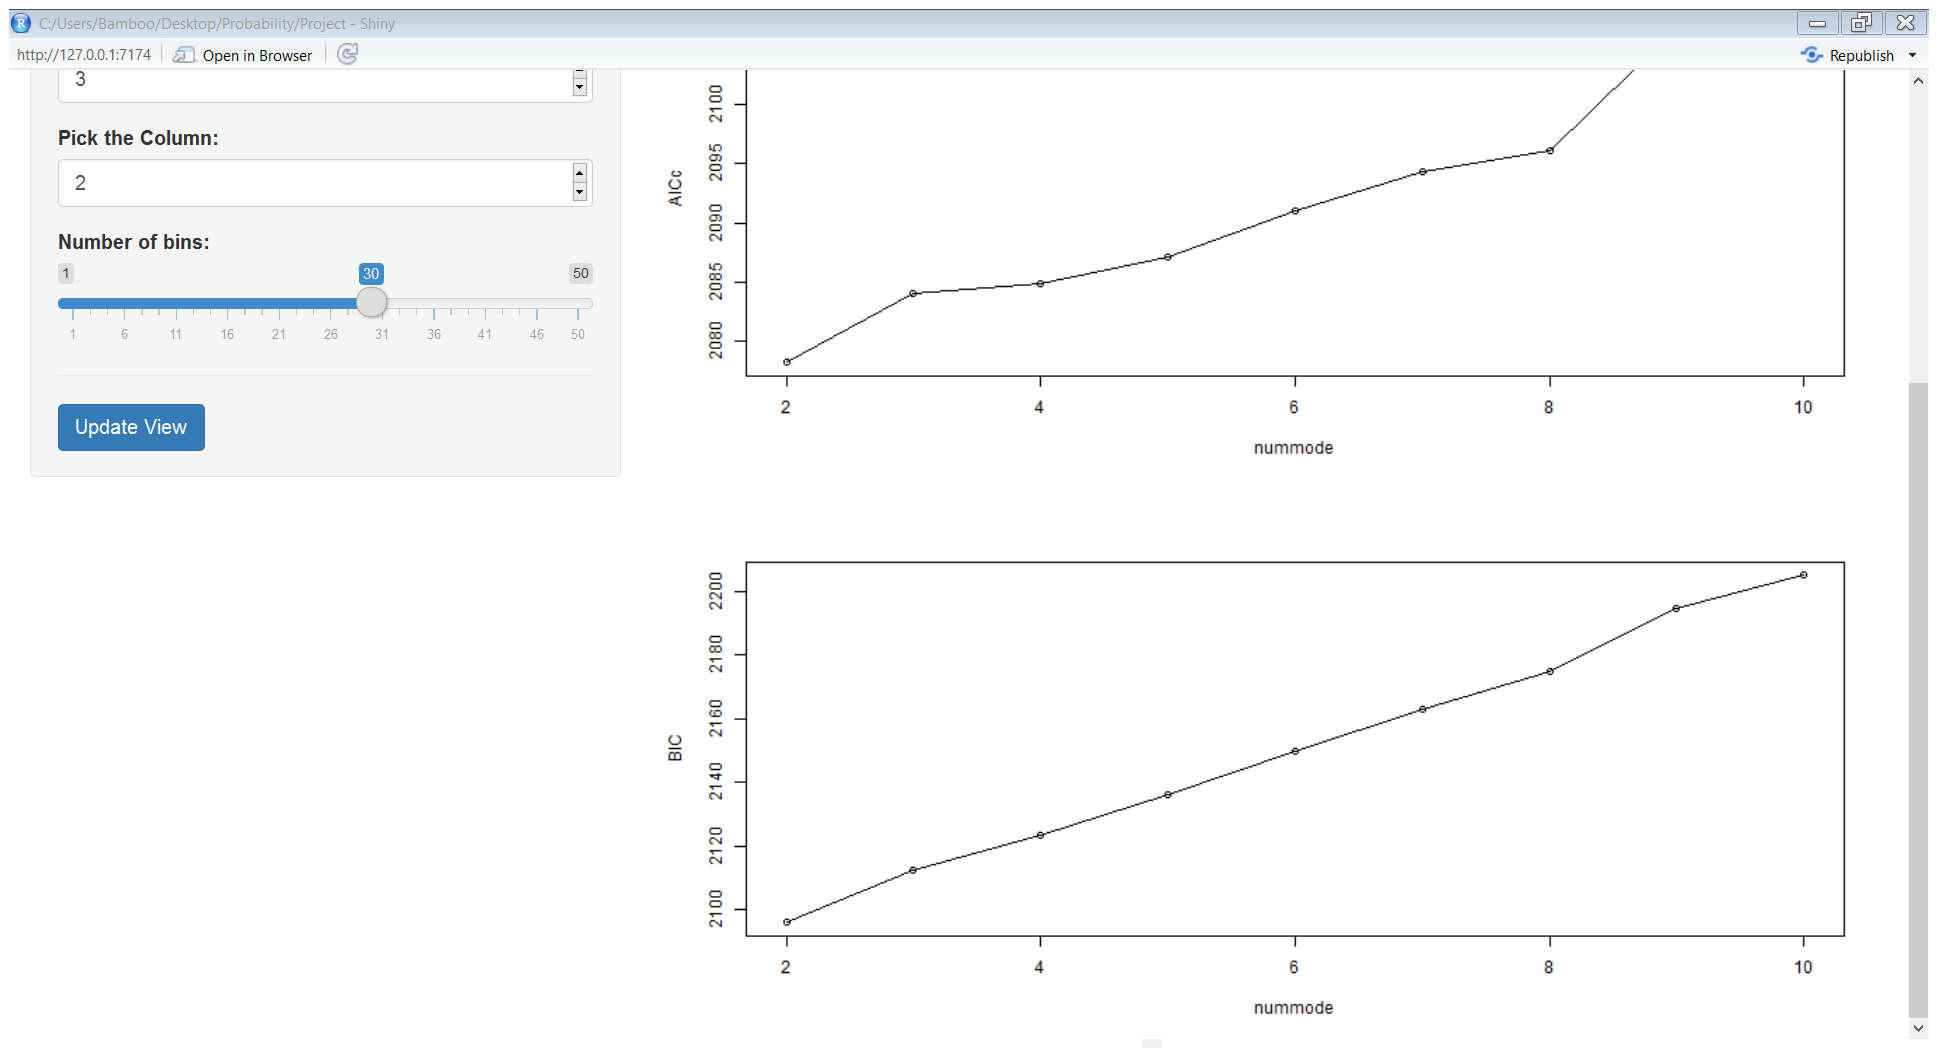 C:/Users/Bamboo/Desktop/Probability/Project - Shiny
http://127.0.0.1:7174 Open in Browser Republish
3
Pick the Column:
2
Number of bins:
1 30 50
1 6 11 16 21 26 31 36 41 46 50
Update View
AICc
2100
2095
2090
2085
2080
2 4 6 8 10
nummode
BIC
2200
2180
2160
2140
2120
2100
2 4 6 8 10
nummode